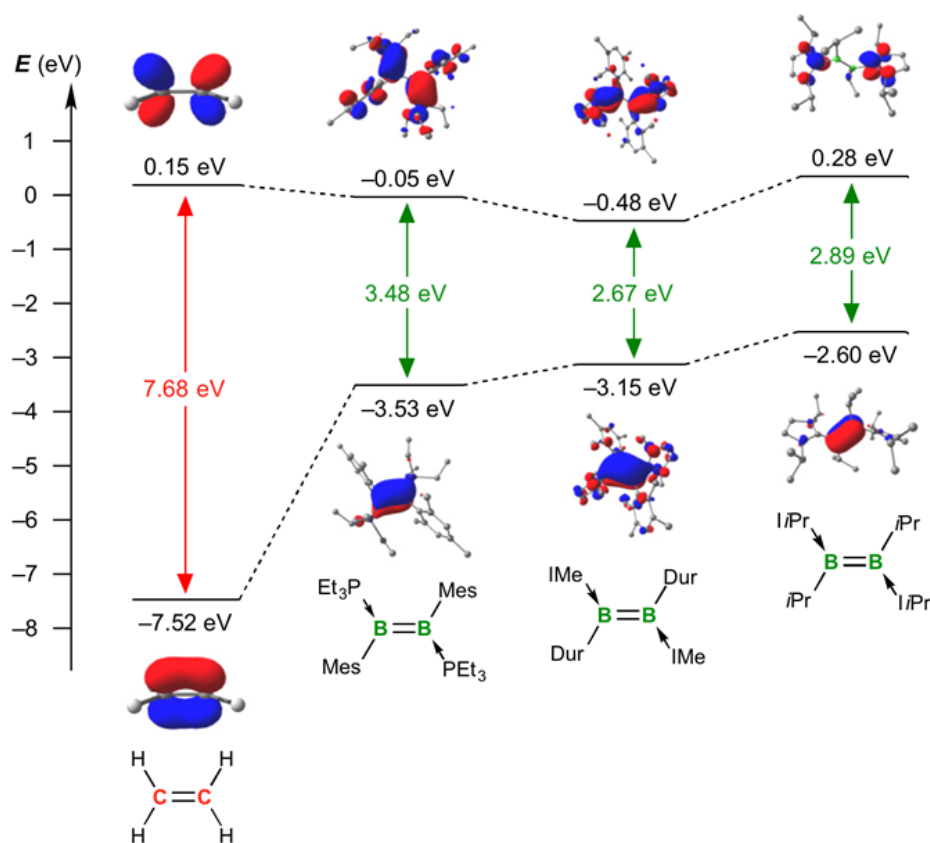 E (eV)
1
0
–1
–2
–3
–4
–5
–6
–7
–8
0.15 eV
–0.05 eV
–0.48 eV
0.28 eV
7.68 eV
3.48 eV
2.67 eV
2.89 eV
–7.52 eV
–3.53 eV
–3.15 eV
–2.60 eV
H H
C=C
H H
Et₃P Mes
B=B
Mes PEt₃
IMe Dur
B=B
Dur IMe
IiPr iPr
B=B
iPr IiPr